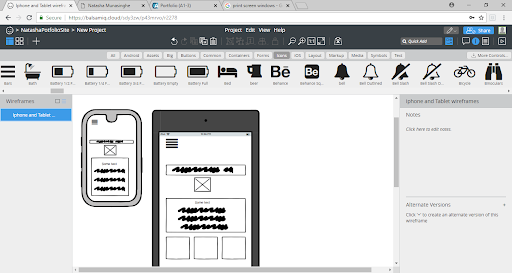 Iphone and Tablet wirefr
Natasha Munasinghe
Portfolio (A1-3)
print screen windows -
Secure
https://balsamiq.cloud/
NatashaPortfolioSite > New Project
Project Edit View Help
Quick Add
All
Android
Assets
Big
Buttons
Common
Containers
Forms
Icons
iOS
Layout
Markup
Media
Symbols
Text
More Controls..
Barn
Bath
Battery 1/2 F..
Battery 1/3 F..
Battery 2/3 F..
Battery Empty
Battery Full
Bed
Beer
Behance
Behance Sq..
Bell
Bell Outlined
Bell Slash
Bell Slash O..
Bicycle
Binoculars
Wireframes
Iphone and Tablet ...
Iphone and Tablet wireframes
Notes
Click here to edit notes
Some text
Some text
Alternate Versions
Click '+' to create an alternate version of this
wireframe